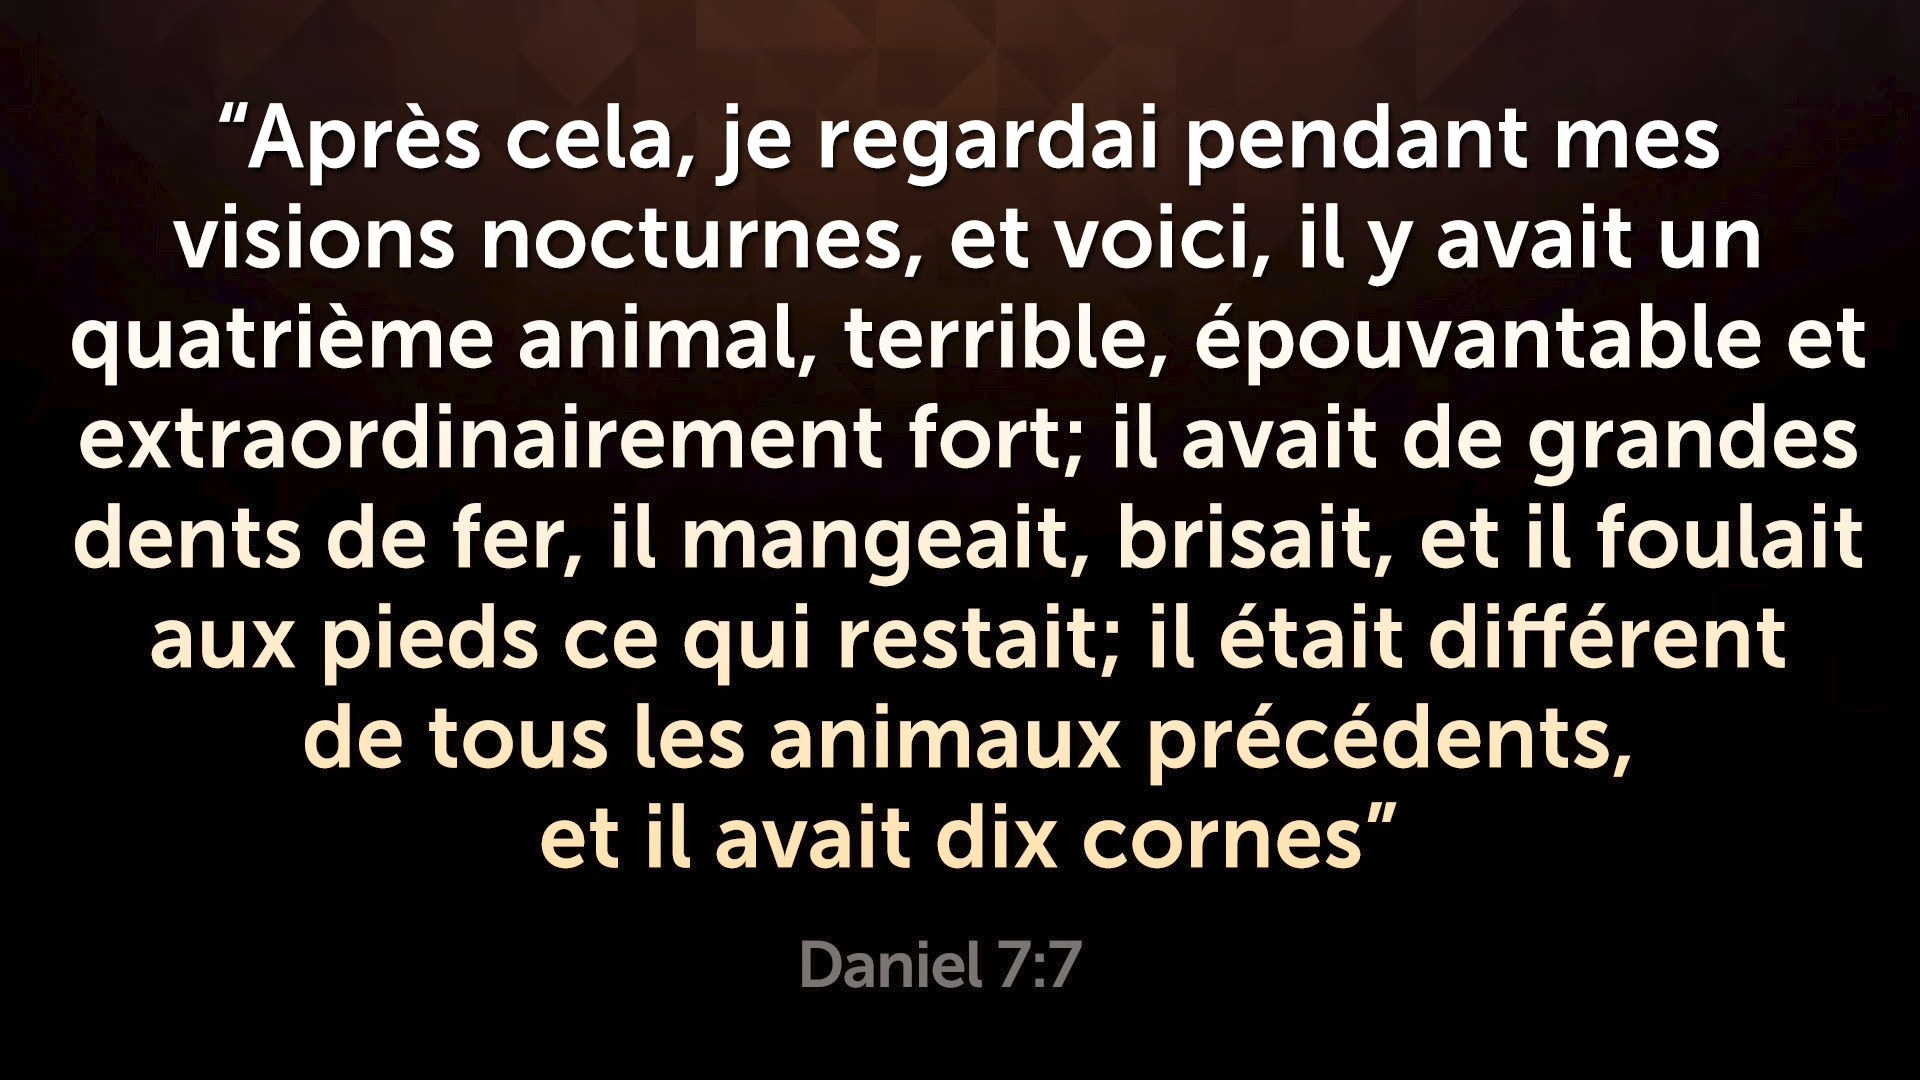 “Après cela, je regardai pendant mes
visions nocturnes, et voici, il y avait un
quatrième animal, terrible, épouvantable et
extraordinairement fort; il avait de grandes
dents de fer, il mangeait, brisait, et il foulait
aux pieds ce qui restait; il était différent
de tous les animaux précédents,
et il avait dix cornes”
Daniel 7:7